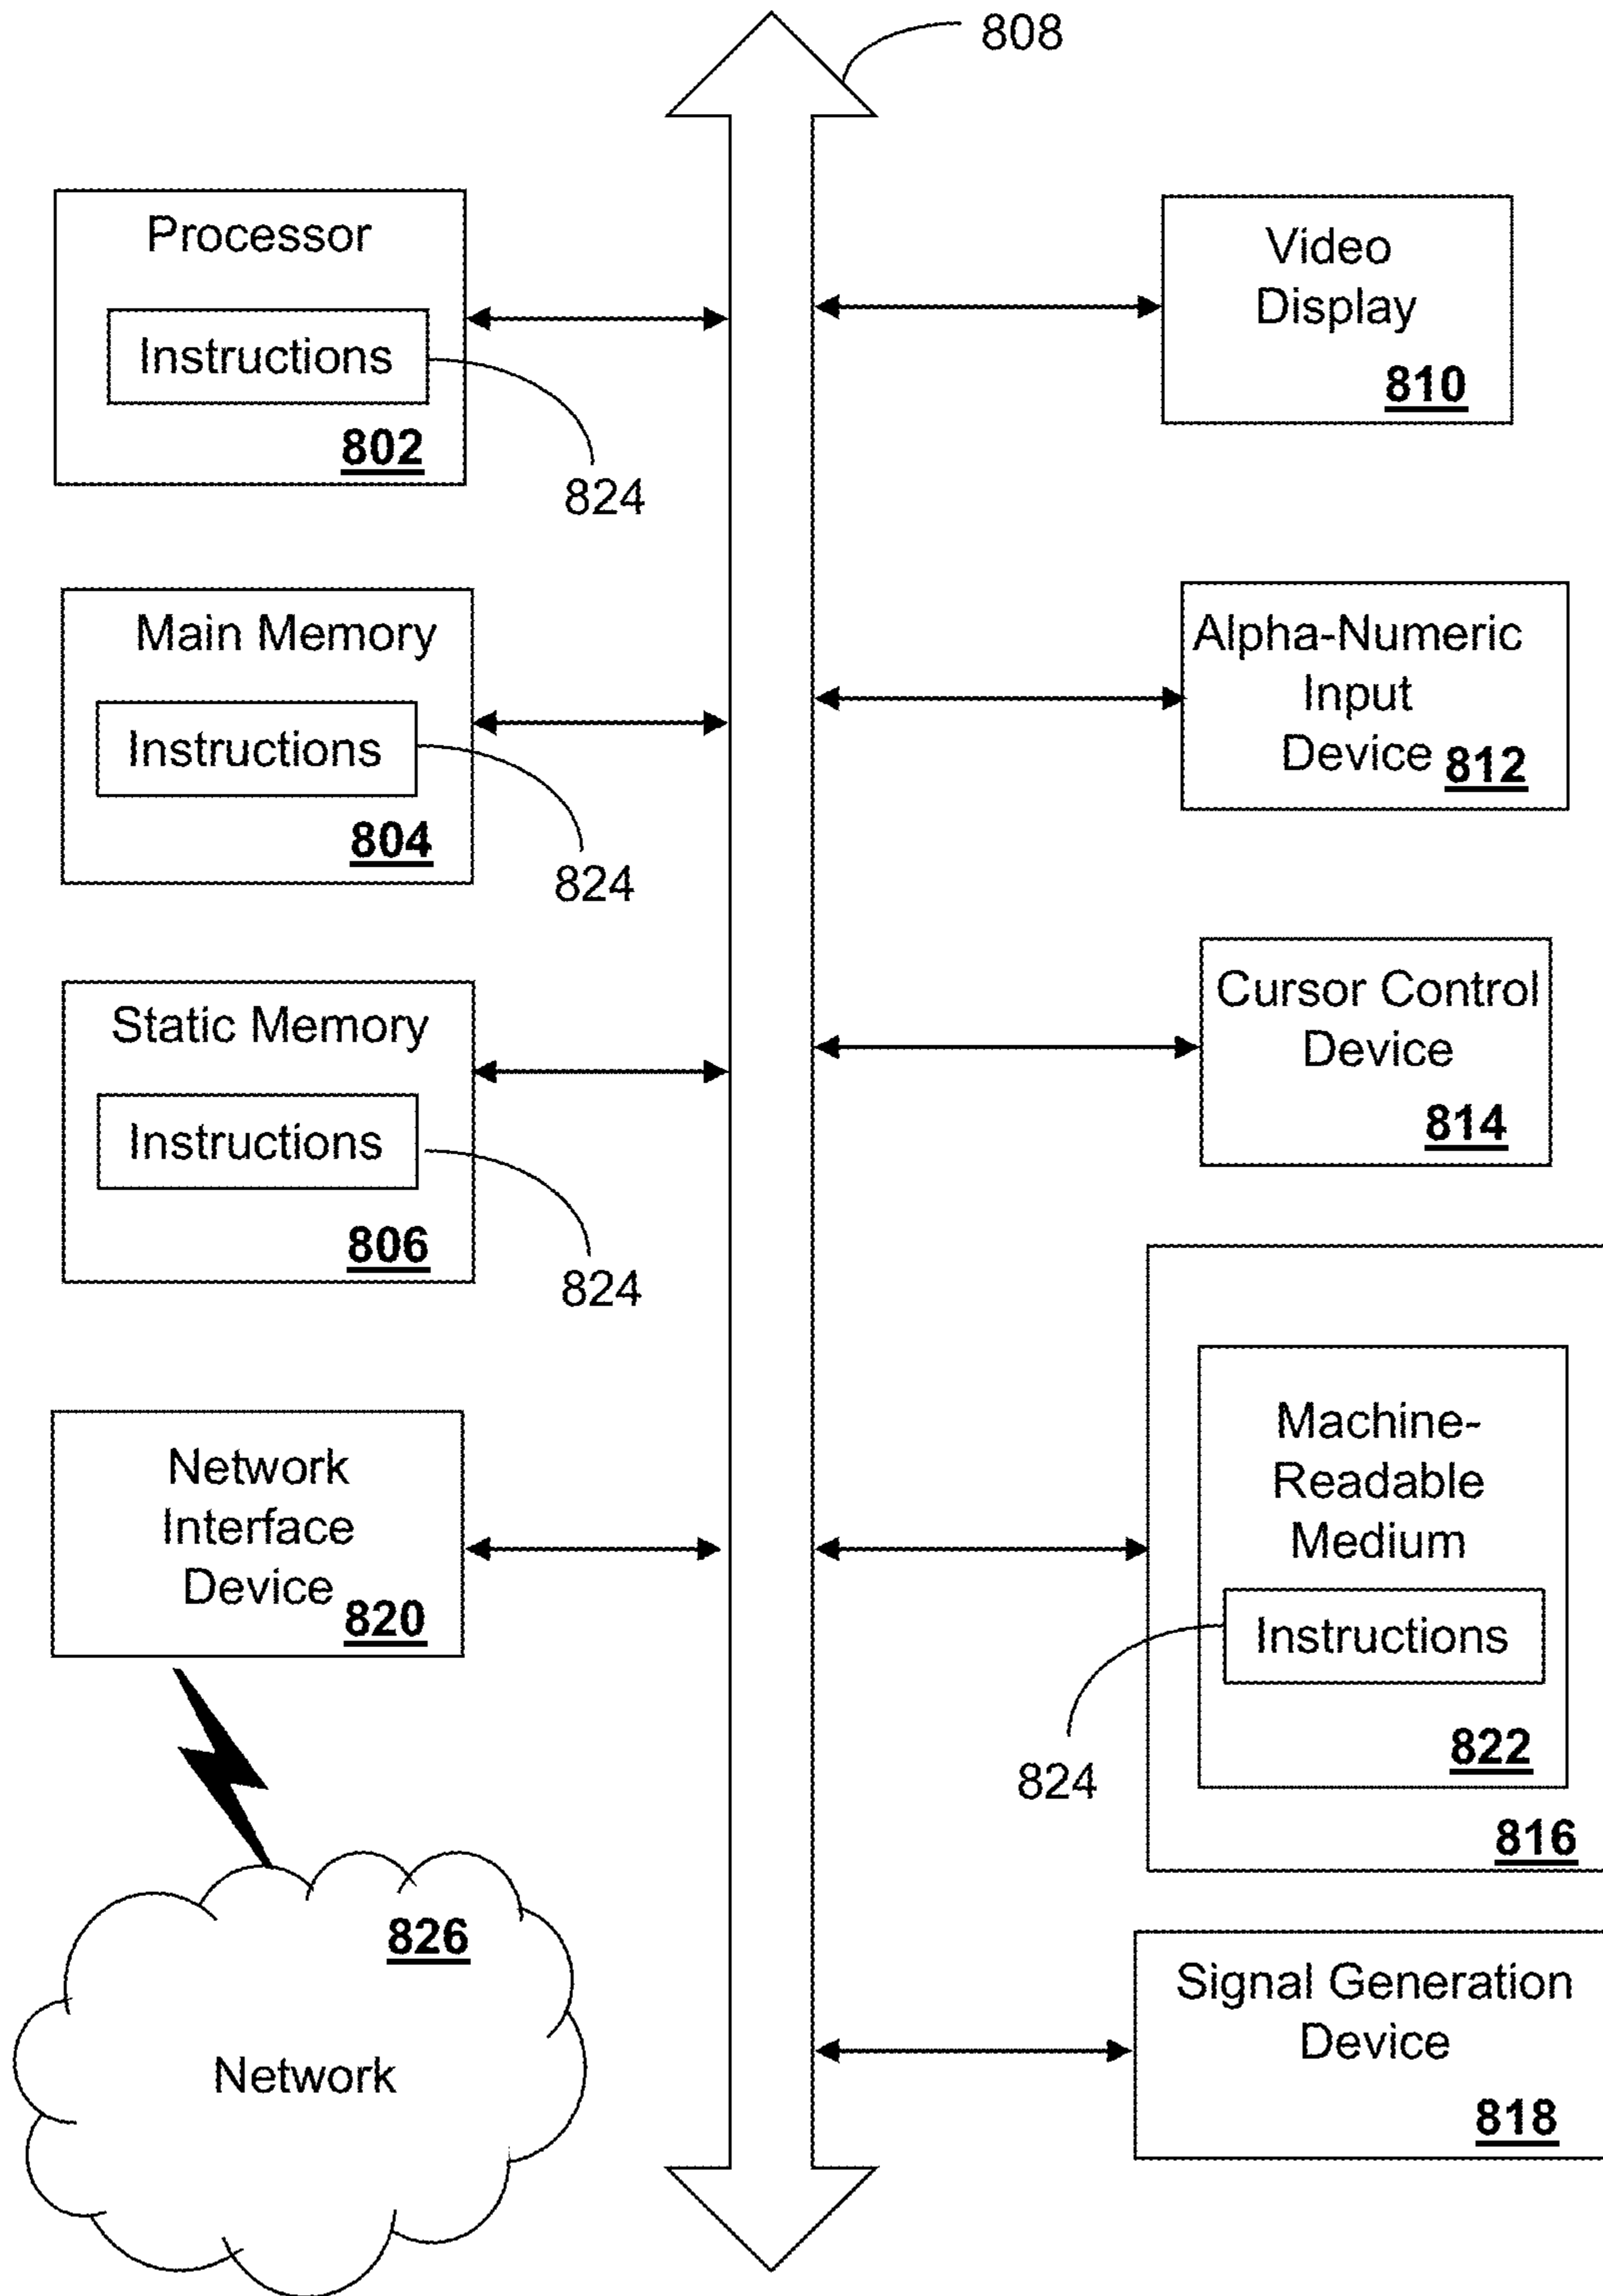 808
Processor
Instructions
802
824
Main Memory
Instructions
804
824
Static Memory
Instructions
806
824
Network
Interface
Device
820
826
Network
Video
Display
810
Alpha-Numeric
Input
Device
812
Cursor Control
Device
814
Machine-
Readable
Medium
Instructions
824
822
816
Signal Generation
Device
818